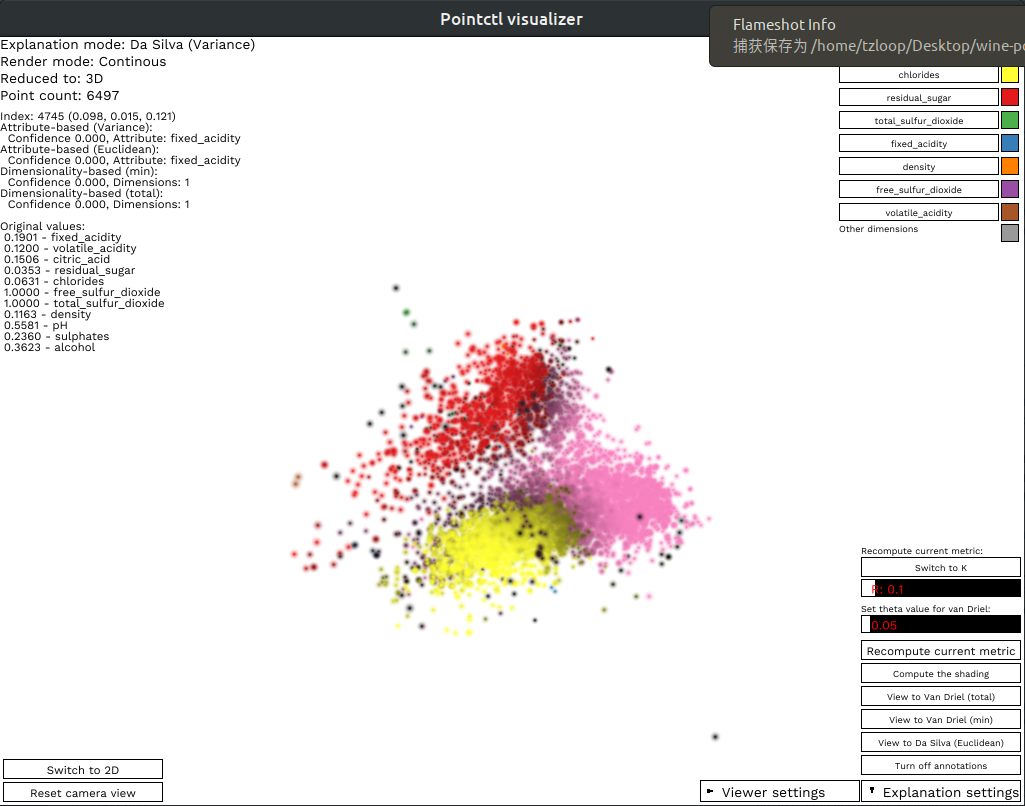 Pointctl visualizer
Flameshot Info
捕获保存为 /home/tzloop/Desktop/wine-po
Explanation mode: Da Silva (Variance)
Render mode: Continous
Reduced to: 3D
Point count: 6497
Index: 4745 (0.098, 0.015, 0.121)
Attribute-based (Variance):
Confidence 0.000, Attribute: fixed_acidity
Attribute-based (Euclidean):
Confidence 0.000, Attribute: fixed_acidity
Dimensionality-based (min):
Confidence 0.000, Dimensions: 1
Dimensionality-based (total):
Confidence 0.000, Dimensions: 1
Original values:
0.1901 - fixed_acidity
0.1200 - volatile_acidity
0.1506 - citric_acid
0.0353 - residual_sugar
0.0631 - chlorides
1.0000 - free_sulfur_dioxide
1.0000 - total_sulfur_dioxide
0.1163 - density
0.5581 - pH
0.2360 - sulphates
0.3623 - alcohol
chlorides
residual_sugar
total_sulfur_dioxide
fixed_acidity
density
free_sulfur_dioxide
volatile_acidity
Other dimensions
Recompute current metric:
Switch to K
R: 0.1
Set theta value for van Driel:
0.05
Recompute current metric
Compute the shading
View to Van Driel (total)
View to Van Driel (min)
View to Da Silva (Euclidean)
Turn off annotations
Switch to 2D
Reset camera view
Viewer settings
Explanation settings